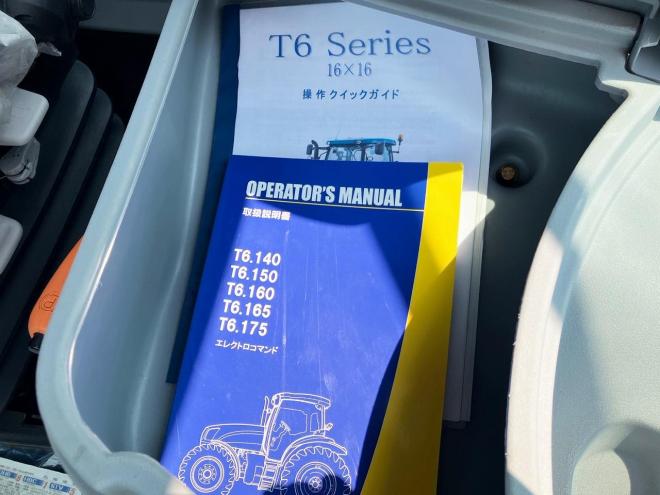 T6 Series
16×16
操作クイックガイド
OPERATOR'S MANUAL
取扱説明書
T6.140
T6.150
T6.160
T6.165
T6.175
エレクトロコマンド